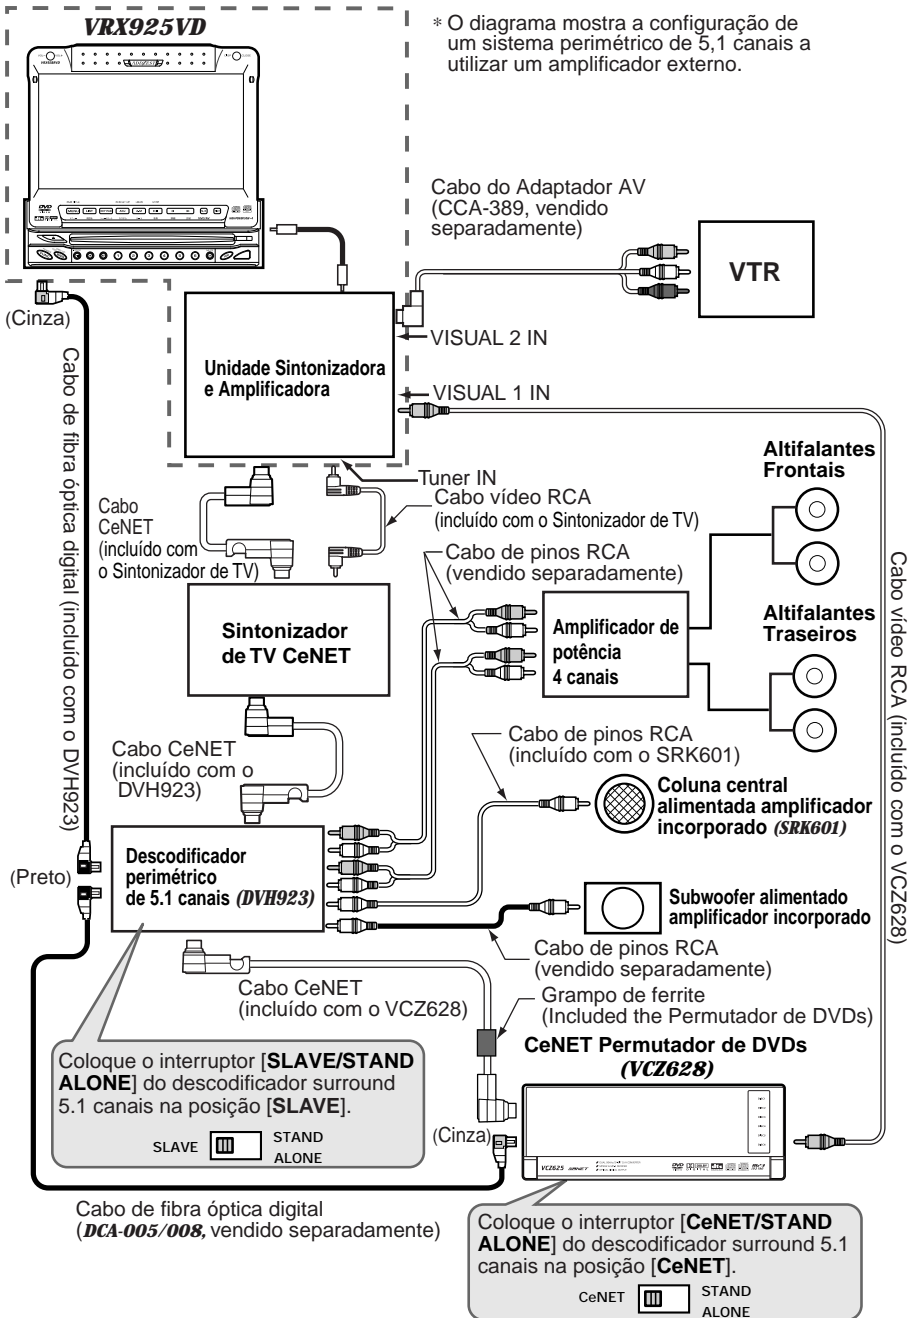 VRX925VD
* O diagrama mostra a configuração de
um sistema perimétrico de 5,1 canais a
utilizar um amplificador externo.
Cabo do Adaptador AV
(CCA-389, vendido
separadamente)
VTR
(Cinza)
VISUAL 2 IN
Unidade Sintonizadora
e Amplificadora
VISUAL 1 IN
Cabo de fibra óptica digital (incluído com o DVH923)
Altifalantes
Frontais
Tuner IN
Cabo vídeo RCA
(incluído com o Sintonizador de TV)
Cabo
CeNET
(incluído com
o Sintonizador de TV)
Cabo de pinos RCA
(vendido separadamente)
Cabo vídeo RCA (incluído com o VCZ628)
Altifalantes
Traseiros
Sintonizador
de TV CeNET
Amplificador de
potência
4 canais
Cabo de pinos RCA
(incluído com o SRK601)
Cabo CeNET
(incluído com o
DVH923)
Coluna central
alimentada amplificador
incorporado (SRK601)
(Preto)
Descodificador
perimétrico
de 5.1 canais (DVH923)
Subwoofer alimentado
amplificador incorporado
Cabo de pinos RCA
(vendido separadamente)
Cabo CeNET
(incluído com o VCZ628)
Grampo de ferrite
(Included the Permutador de DVDs)
CeNET Permutador de DVDs
(VCZ628)
Coloque o interruptor [SLAVE/STAND
ALONE] do descodificador surround
5.1 canais na posição [SLAVE].
SLAVE
STAND
ALONE
(Cinza)
VCZ625
Cabo de fibra óptica digital
(DCA-005/008, vendido separadamente)
Coloque o interruptor [CeNET/STAND
ALONE] do descodificador surround 5.1
canais na posição [CeNET].
CeNET
STAND
ALONE